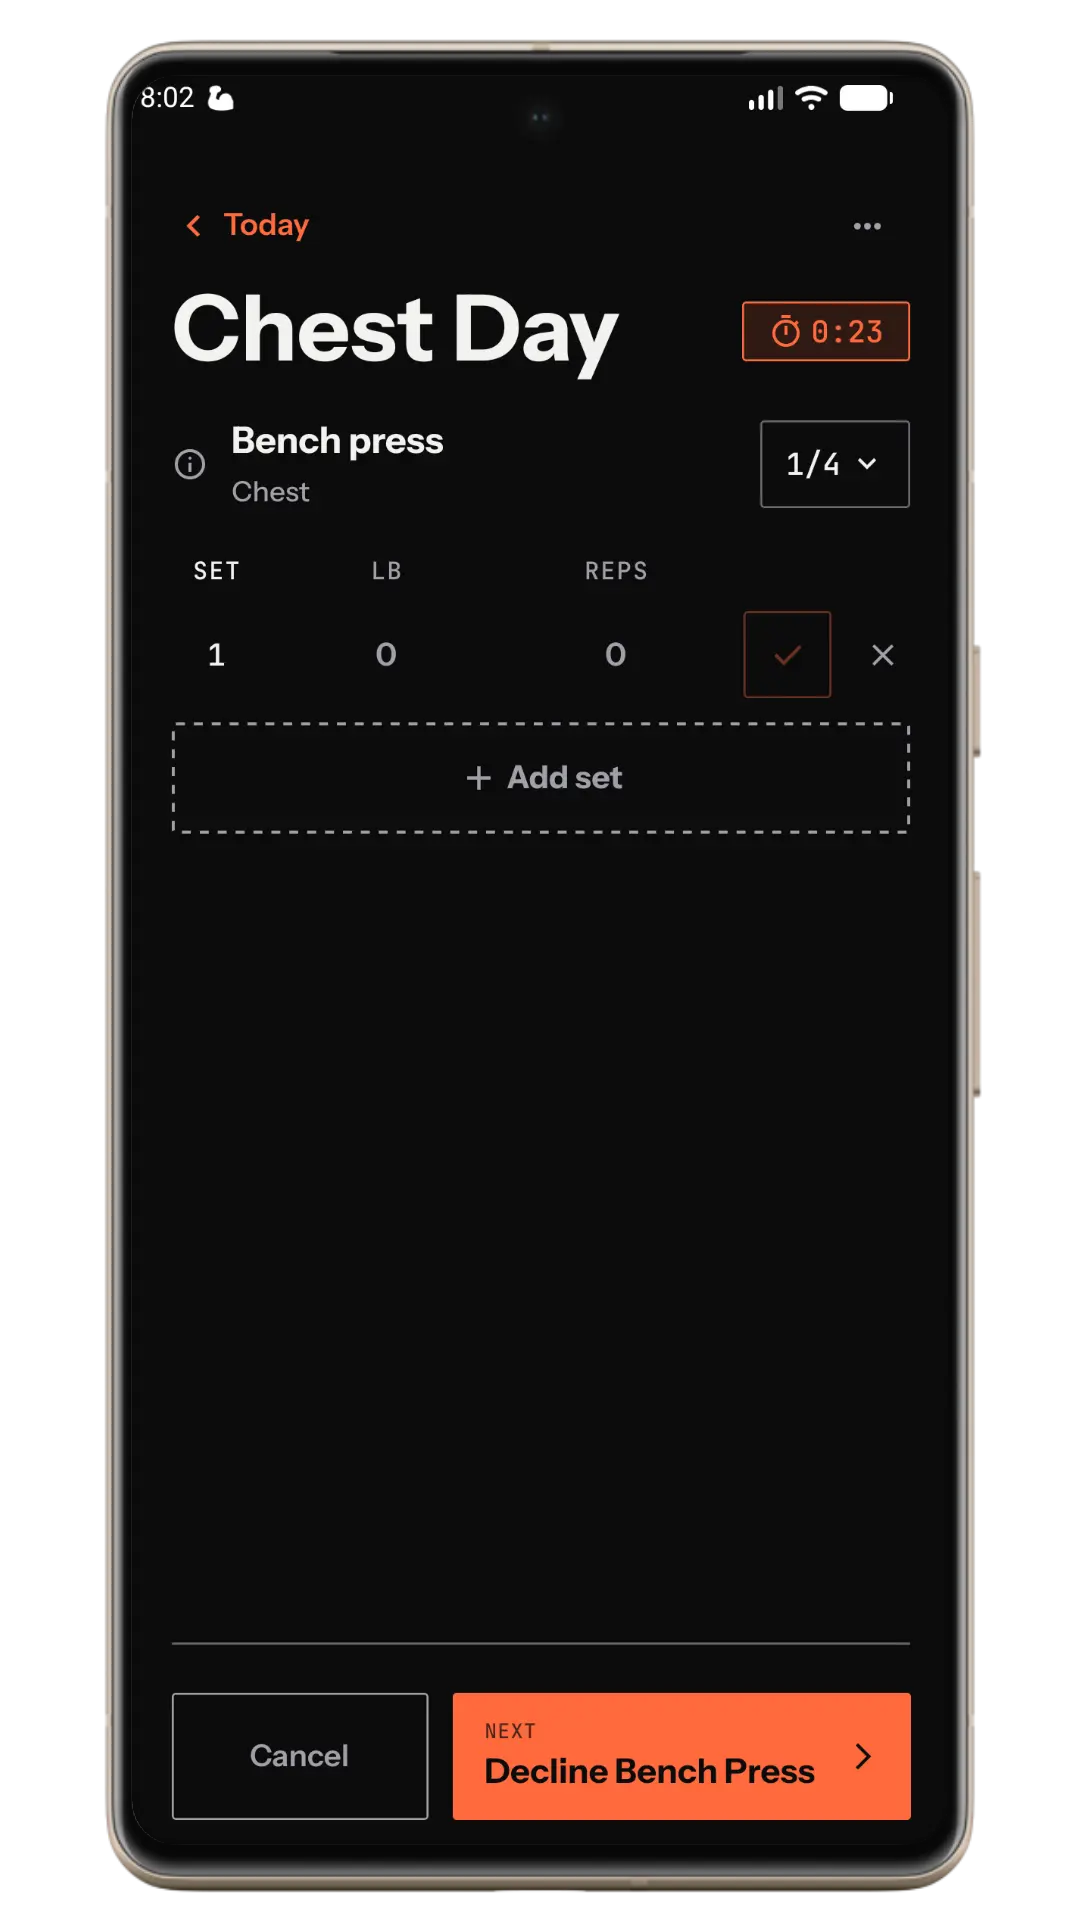 8:02
Today
Chest Day
0:23
Bench press
Chest
1/4
SET LB REPS
1 0 0
+ Add set
Cancel
NEXT
Decline Bench Press